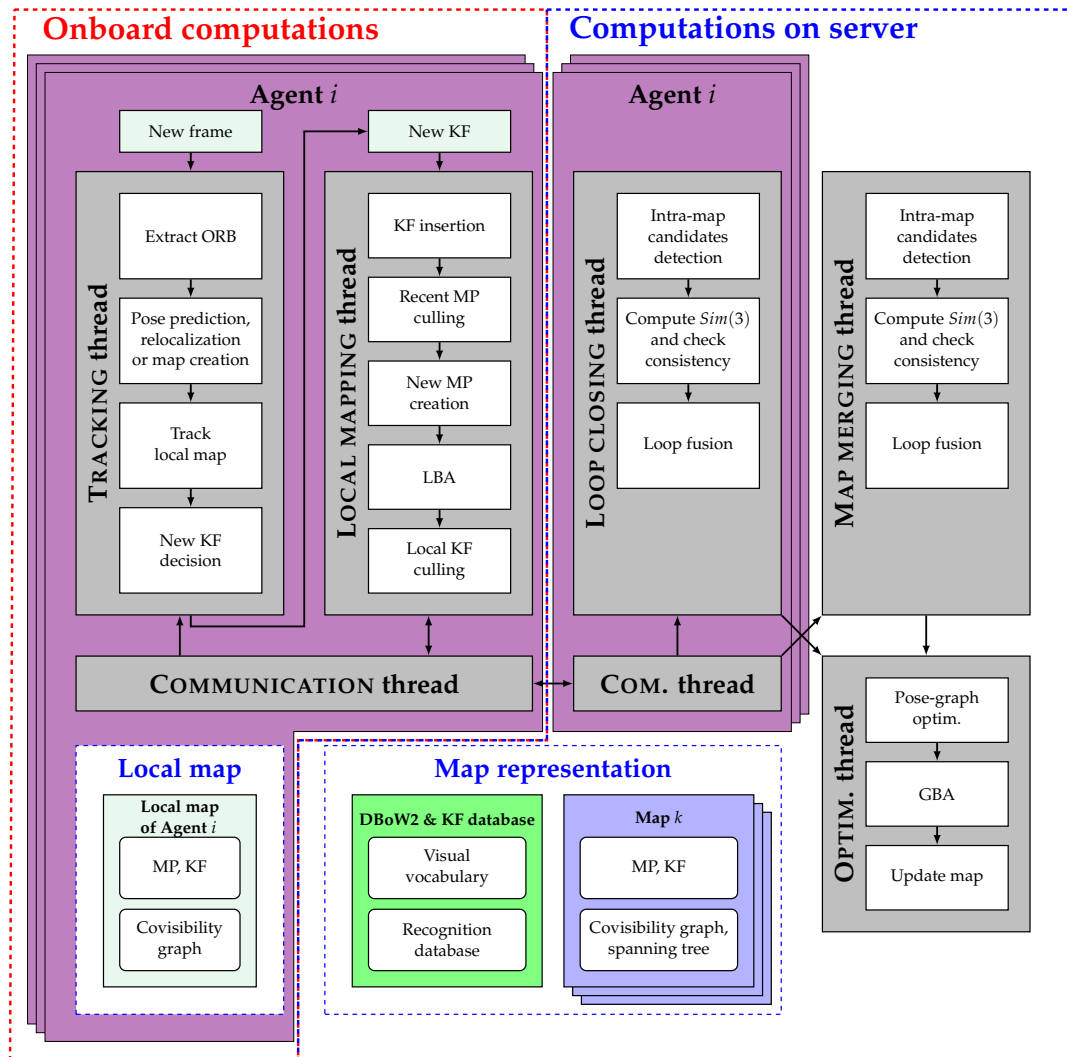 Onboard computations
Computations on server
Agent i
New frame
New KF
TRACKING thread
Extract ORB
Pose prediction,
relocalization
or map creation
Track
local map
New KF
decision
LOCAL MAPPING thread
KF insertion
Recent MP
culling
New MP
creation
LBA
Local KF
culling
COMMUNICATION thread
Agent i
LOOP CLOSING thread
Intra-map
candidates
detection
Compute Sim(3)
and check
consistency
Loop fusion
COM. thread
MAP MERGING thread
Intra-map
candidates
detection
Compute Sim(3)
and check
consistency
Loop fusion
OPTIM. thread
Pose-graph
optim.
GBA
Update map
Local map
Local map
of Agent i
MP, KF
Covisibility
graph
Map representation
DBoW2 & KF database
Visual
vocabulary
Recognition
database
Map k
MP, KF
Covisibility graph,
spanning tree